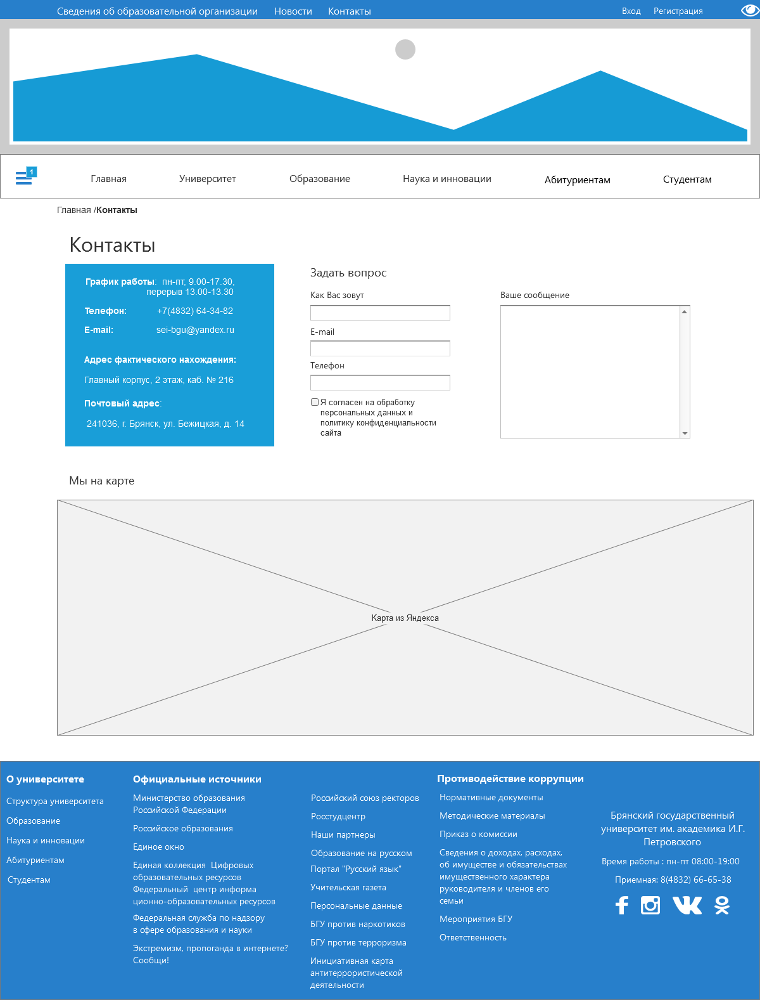 Сведения об образовательной организации Новости Контакты Вход Регистрация
1
Главная Университет Образование Наука и инновации Абитуриентам Студентам
Главная /Контакты
Контакты
График работы: пн-пт, 9.00-17.30,
перерыв 13.00-13.30
Телефон: +7(4832) 64-34-82
E-mail: sei-bgu@yandex.ru
Адрес фактического нахождения:
Главный корпус, 2 этаж, каб. № 216
Почтовый адрес:
241036, г. Брянск, ул. Бежицкая, д. 14
Задать вопрос
Как Вас зовут
E-mail
Телефон
Я согласен на обработку
персональных данных и
политику конфиденциальности
сайта
Ваше сообщение
Мы на карте
Карта из Яндекса
О университете
Структура университета
Образование
Наука и инновации
Абитуриентам
Студентам
Официальные источники
Министерство образования
Российской Федерации
Российское образования
Единое окно
Единая коллекция Цифровых
образовательных ресурсов
Федеральный центр информа
ционно-образовательных ресурсов
Федеральная служба по надзору
в сфере образования и науки
Экстремизм, пропоганда в интернете?
Сообщи!
Российский союз ректоров
Росстудцентр
Наши партнеры
Образование на русском
Портал "Русский язык"
Учительская газета
Персональные данные
БГУ против наркотиков
БГУ против терроризма
Инициативная карта
антитеррористической
деятельности
Противодействие коррупции
Нормативные документы
Методические материалы
Приказ о комиссии
Сведения о доходах, расходах,
об имуществе и обязательствах
имущественного характера
руководителя и членов его
семьи
Мероприятия БГУ
Ответственность
Брянский государственный
университет им. академика И.Г.
Петровского
Время работы : пн-пт 08:00-19:00
Приемная: 8(4832) 66-65-38